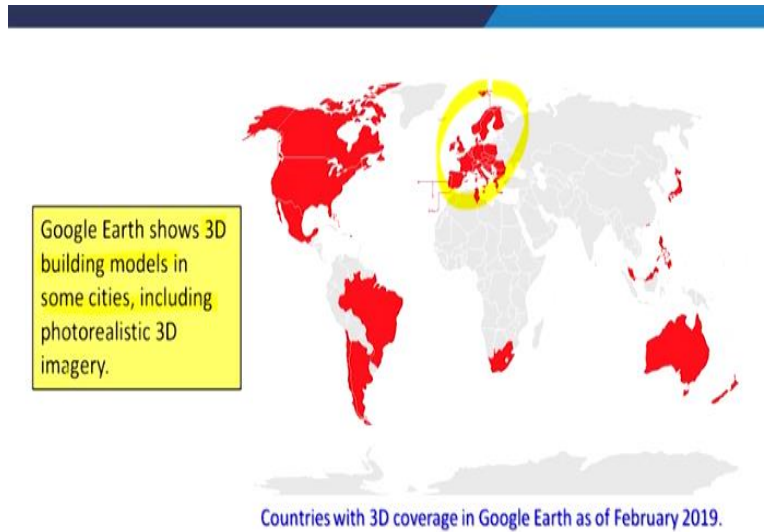 Google Earth shows 3D
building models in
some cities, including
photorealistic 3D
imagery.
Countries with 3D coverage in Google Earth as of February 2019.